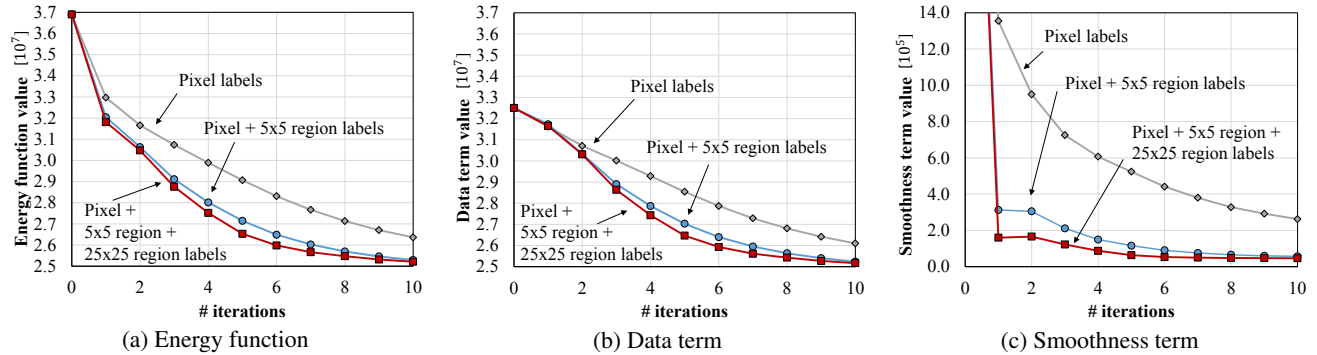 3.7
3.6
3.5
3.4
3.3
3.2
3.1
3.0
2.9
2.8
2.7
2.6
2.5
Energy function value [10⁷]
Pixel labels
Pixel + 5x5 region labels
Pixel +
5x5 region +
25x25 region labels
0 2 4 6 8 10
# iterations
(a) Energy function
3.7
3.6
3.5
3.4
3.3
3.2
3.1
3.0
2.9
2.8
2.7
2.6
2.5
Data term value [10⁷]
Pixel labels
Pixel + 5x5 region labels
Pixel +
5x5 region +
25x25 region labels
0 2 4 6 8 10
# iterations
(b) Data term
14.0
12.0
10.0
8.0
6.0
4.0
2.0
0.0
Smoothness term value [10⁵]
Pixel labels
Pixel + 5x5 region labels
Pixel + 5x5 region +
25x25 region labels
0 2 4 6 8 10
# iterations
(c) Smoothness term